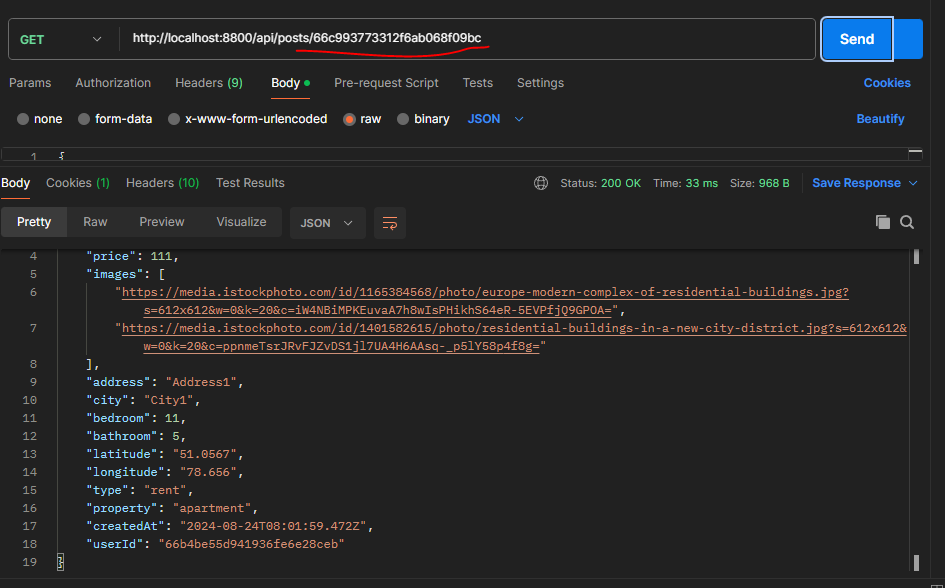 GET http://localhost:8800/api/posts/66c993773312f6ab068f09bc Send
Params Authorization Headers (9) Body Pre-request Script Tests Settings Cookies
none form-data x-www-form-urlencoded raw binary JSON Beautify
1 {
Body Cookies (1) Headers (10) Test Results Status: 200 OK Time: 33 ms Size: 968 B Save Response
Pretty Raw Preview Visualize JSON
4 "price": 111,
5 "images": [
6 "https://media.istockphoto.com/id/1165384568/photo/europe-modern-complex-of-residential-buildings.jpg?
s=612x612&w=0&k=20&c=iW4NBiMPKEuvaA7h8wIsPHikhS64eR-5EVPfjQ9GPOA=",
7 "https://media.istockphoto.com/id/1401582615/photo/residential-buildings-in-a-new-city-district.jpg?s=612x612&
w=0&k=20&c=ppnmeTsrJRvFJZvDS1jl7UA4H6AAsq-_p5lY58p4f8g="
8 ],
9 "address": "Address1",
10 "city": "City1",
11 "bedroom": 11,
12 "bathroom": 5,
13 "latitude": "51.0567",
14 "longitude": "78.656",
15 "type": "rent",
16 "property": "apartment",
17 "createdAt": "2024-08-24T08:01:59.472Z",
18 "userId": "66b4be55d941936fe6e28ceb"
19 }